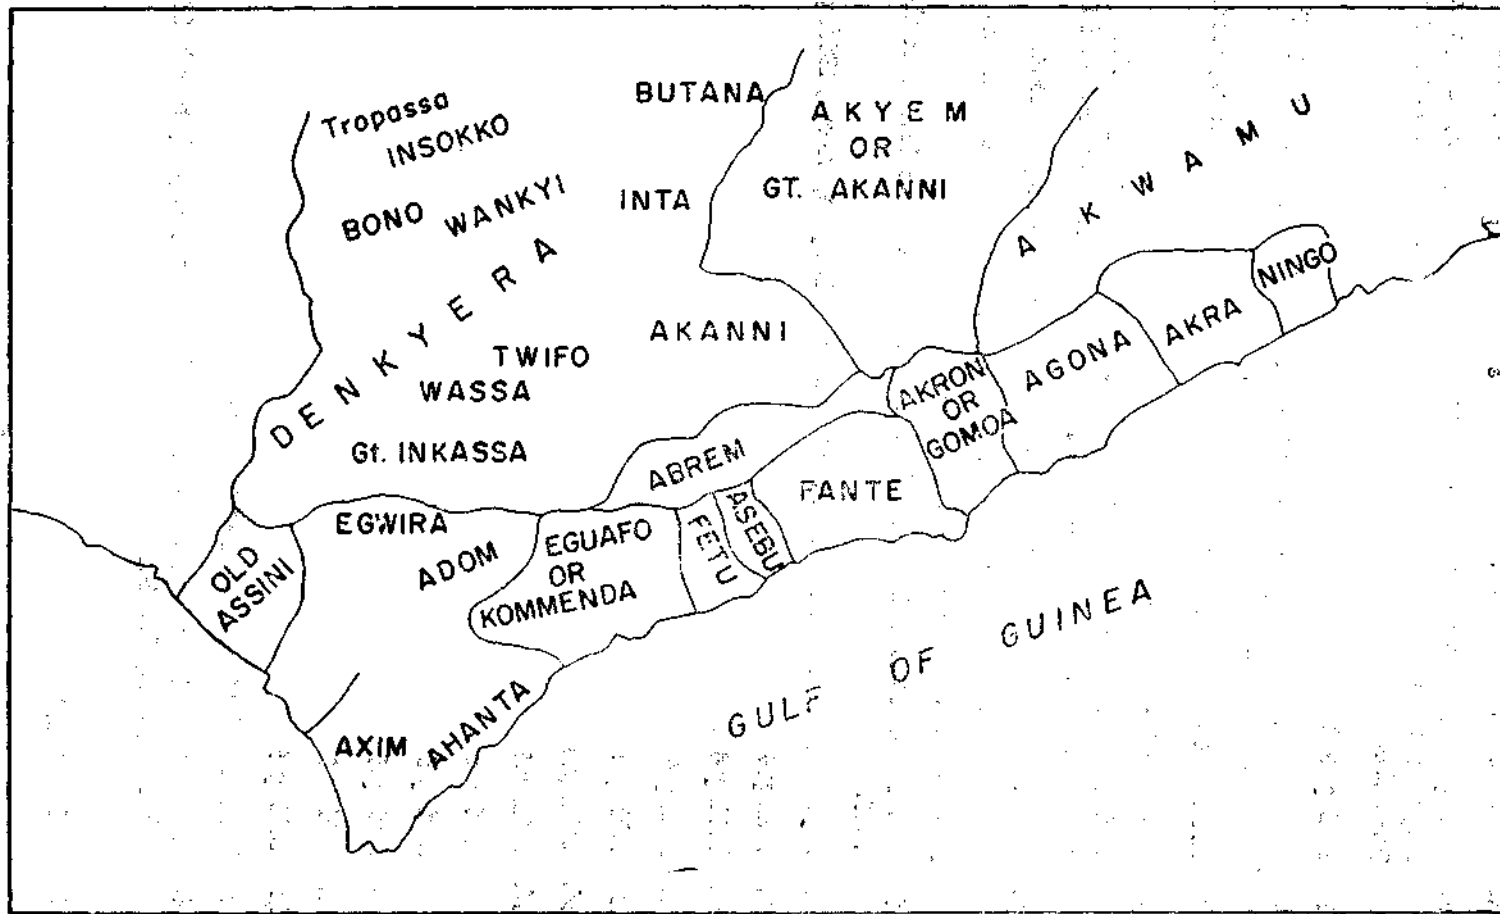 Tropassa
INSOKKO
BUTANA
AKYEM
OR
GT. AKANNI
AKWAMU
BONO
WANKYI
INTA
DENKYERA
AKANNI
TWIFO
WASSA
Gt. INKASSA
NINGO
AKRA
AGONA
AKRON
OR
GOMOA
ABREM
FANTE
ASEBU
FETU
EGWIRA
ADOM
EGUAFO
OR
KOMMENDA
OLD
ASSINI
AXIM
AHANTA
GULF OF GUINEA